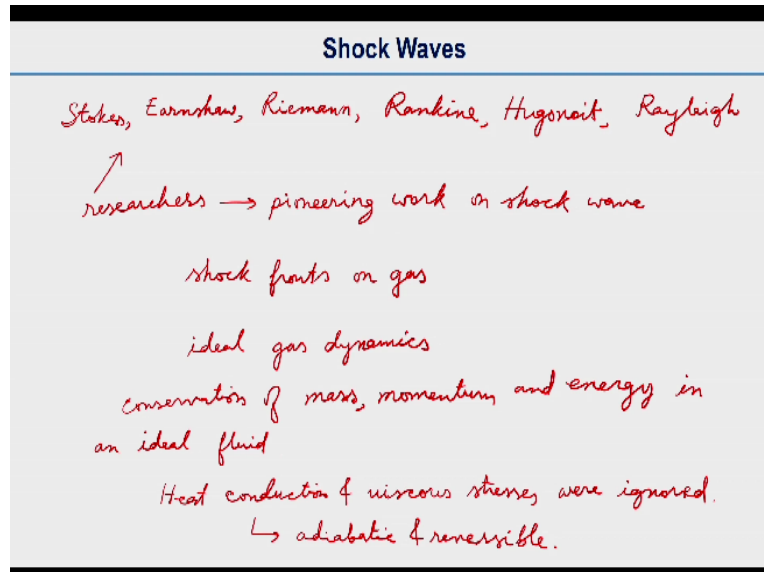 Shock Waves
Stokes, Earnshaw, Riemann, Rankine, Hugonoit, Rayleigh
researchers → pioneering work on shock wave
shock fronts on gas
ideal gas dynamics
conservation of mass, momentum, and energy in
an ideal fluid
Heat conduction & viscous stresses were ignored.
↳ adiabatic & reversible.